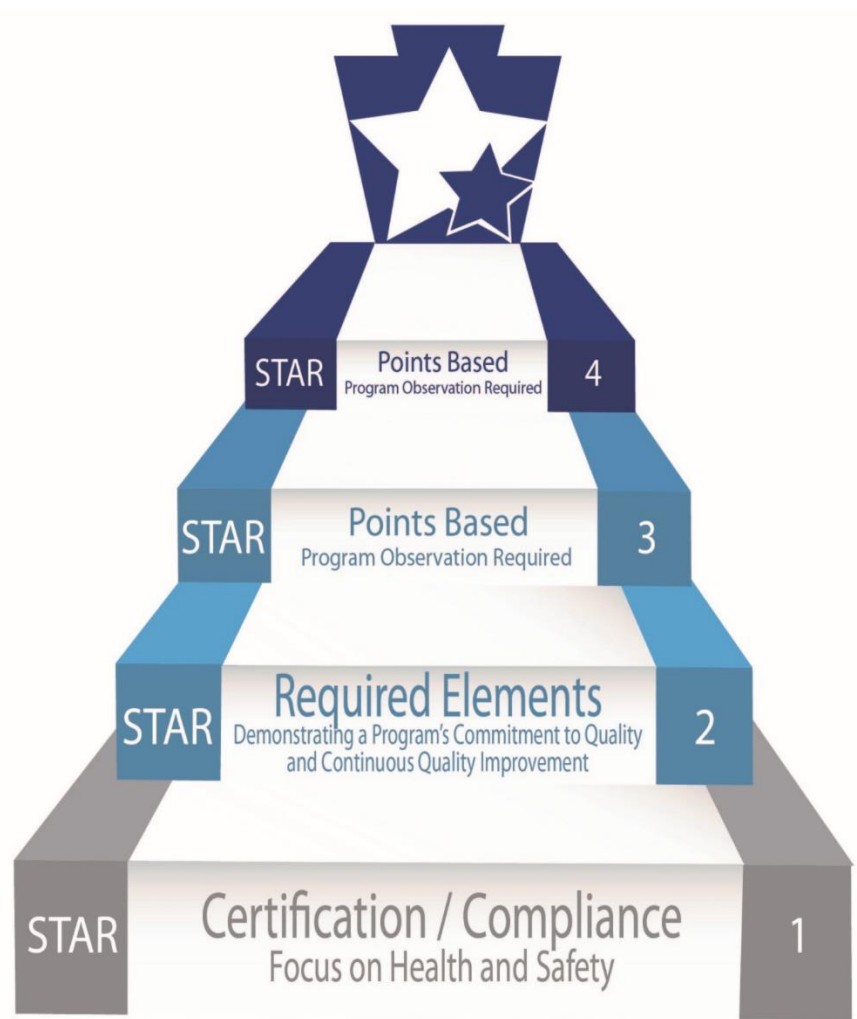 STAR Points Based 4
Program Observation Required
STAR Points Based 3
Program Observation Required
STAR Required Elements 2
Demonstrating a Program's Commitment to Quality
and Continuous Quality Improvement
STAR Certification / Compliance 1
Focus on Health and Safety